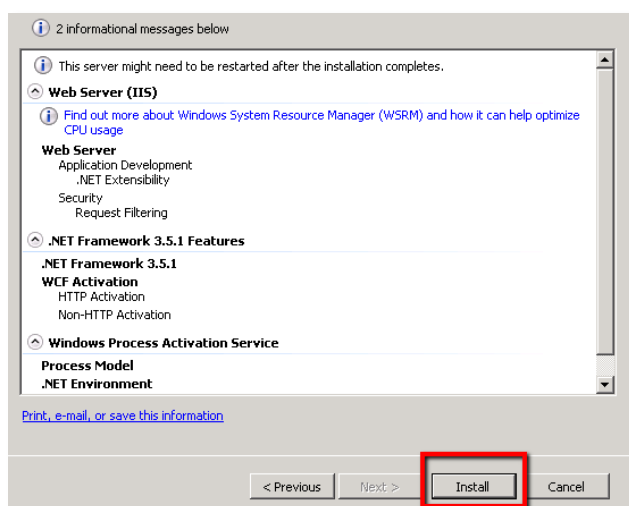 2 informational messages below
This server might need to be restarted after the installation completes.
Web Server (IIS)
Find out more about Windows System Resource Manager (WSRM) and how it can help optimize
CPU usage
Web Server
Application Development
.NET Extensibility
Security
Request Filtering
.NET Framework 3.5.1 Features
.NET Framework 3.5.1
WCF Activation
HTTP Activation
Non-HTTP Activation
Windows Process Activation Service
Process Model
.NET Environment
Print, e-mail, or save this information
< Previous Next > Install Cancel